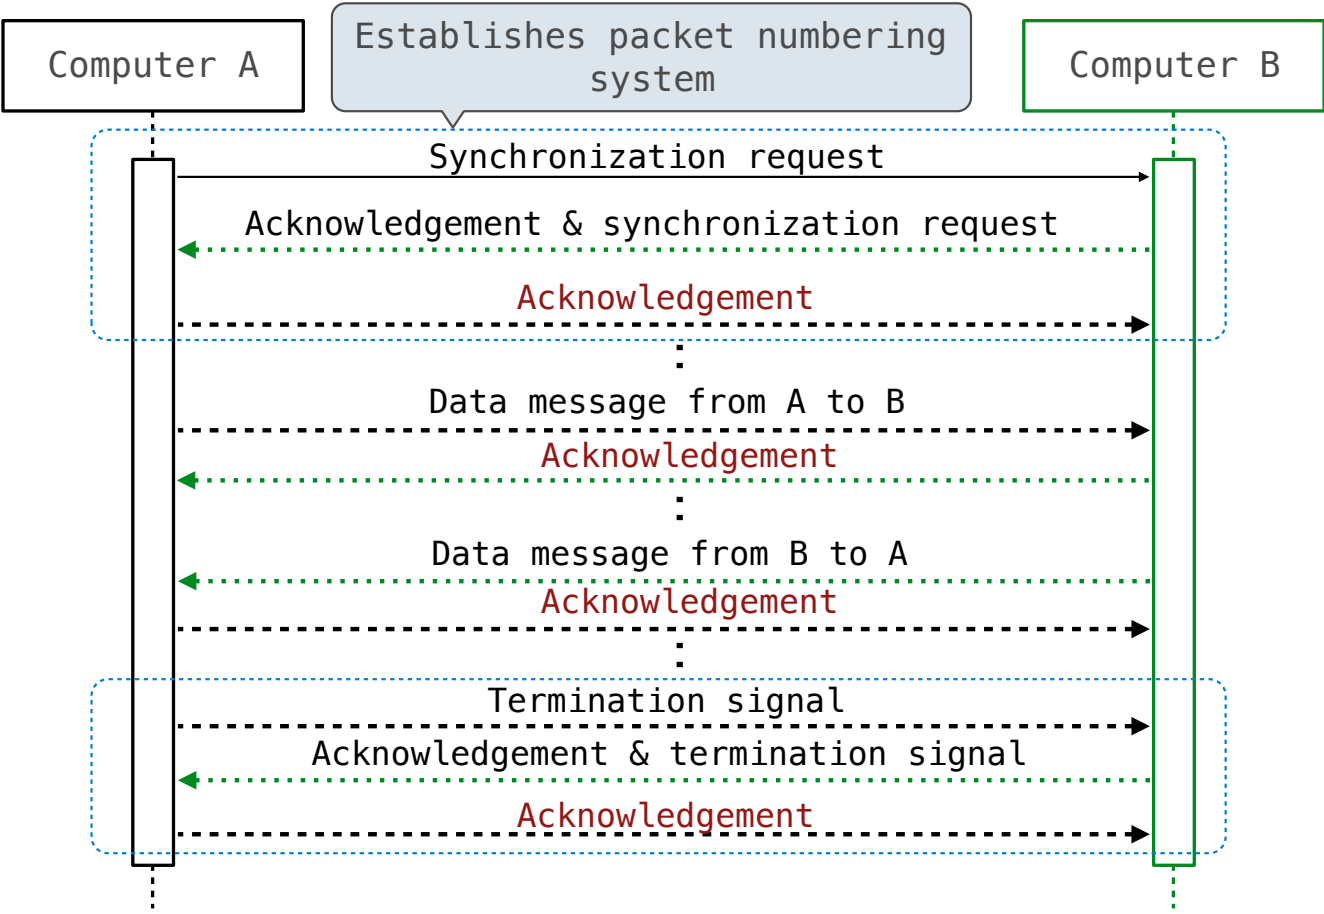 Establishes packet numbering
system
Computer A
Computer B
Synchronization request
Acknowledgement & synchronization request
Acknowledgement
:
Data message from A to B
Acknowledgement
:
Data message from B to A
Acknowledgement
:
Termination signal
Acknowledgement & termination signal
Acknowledgement